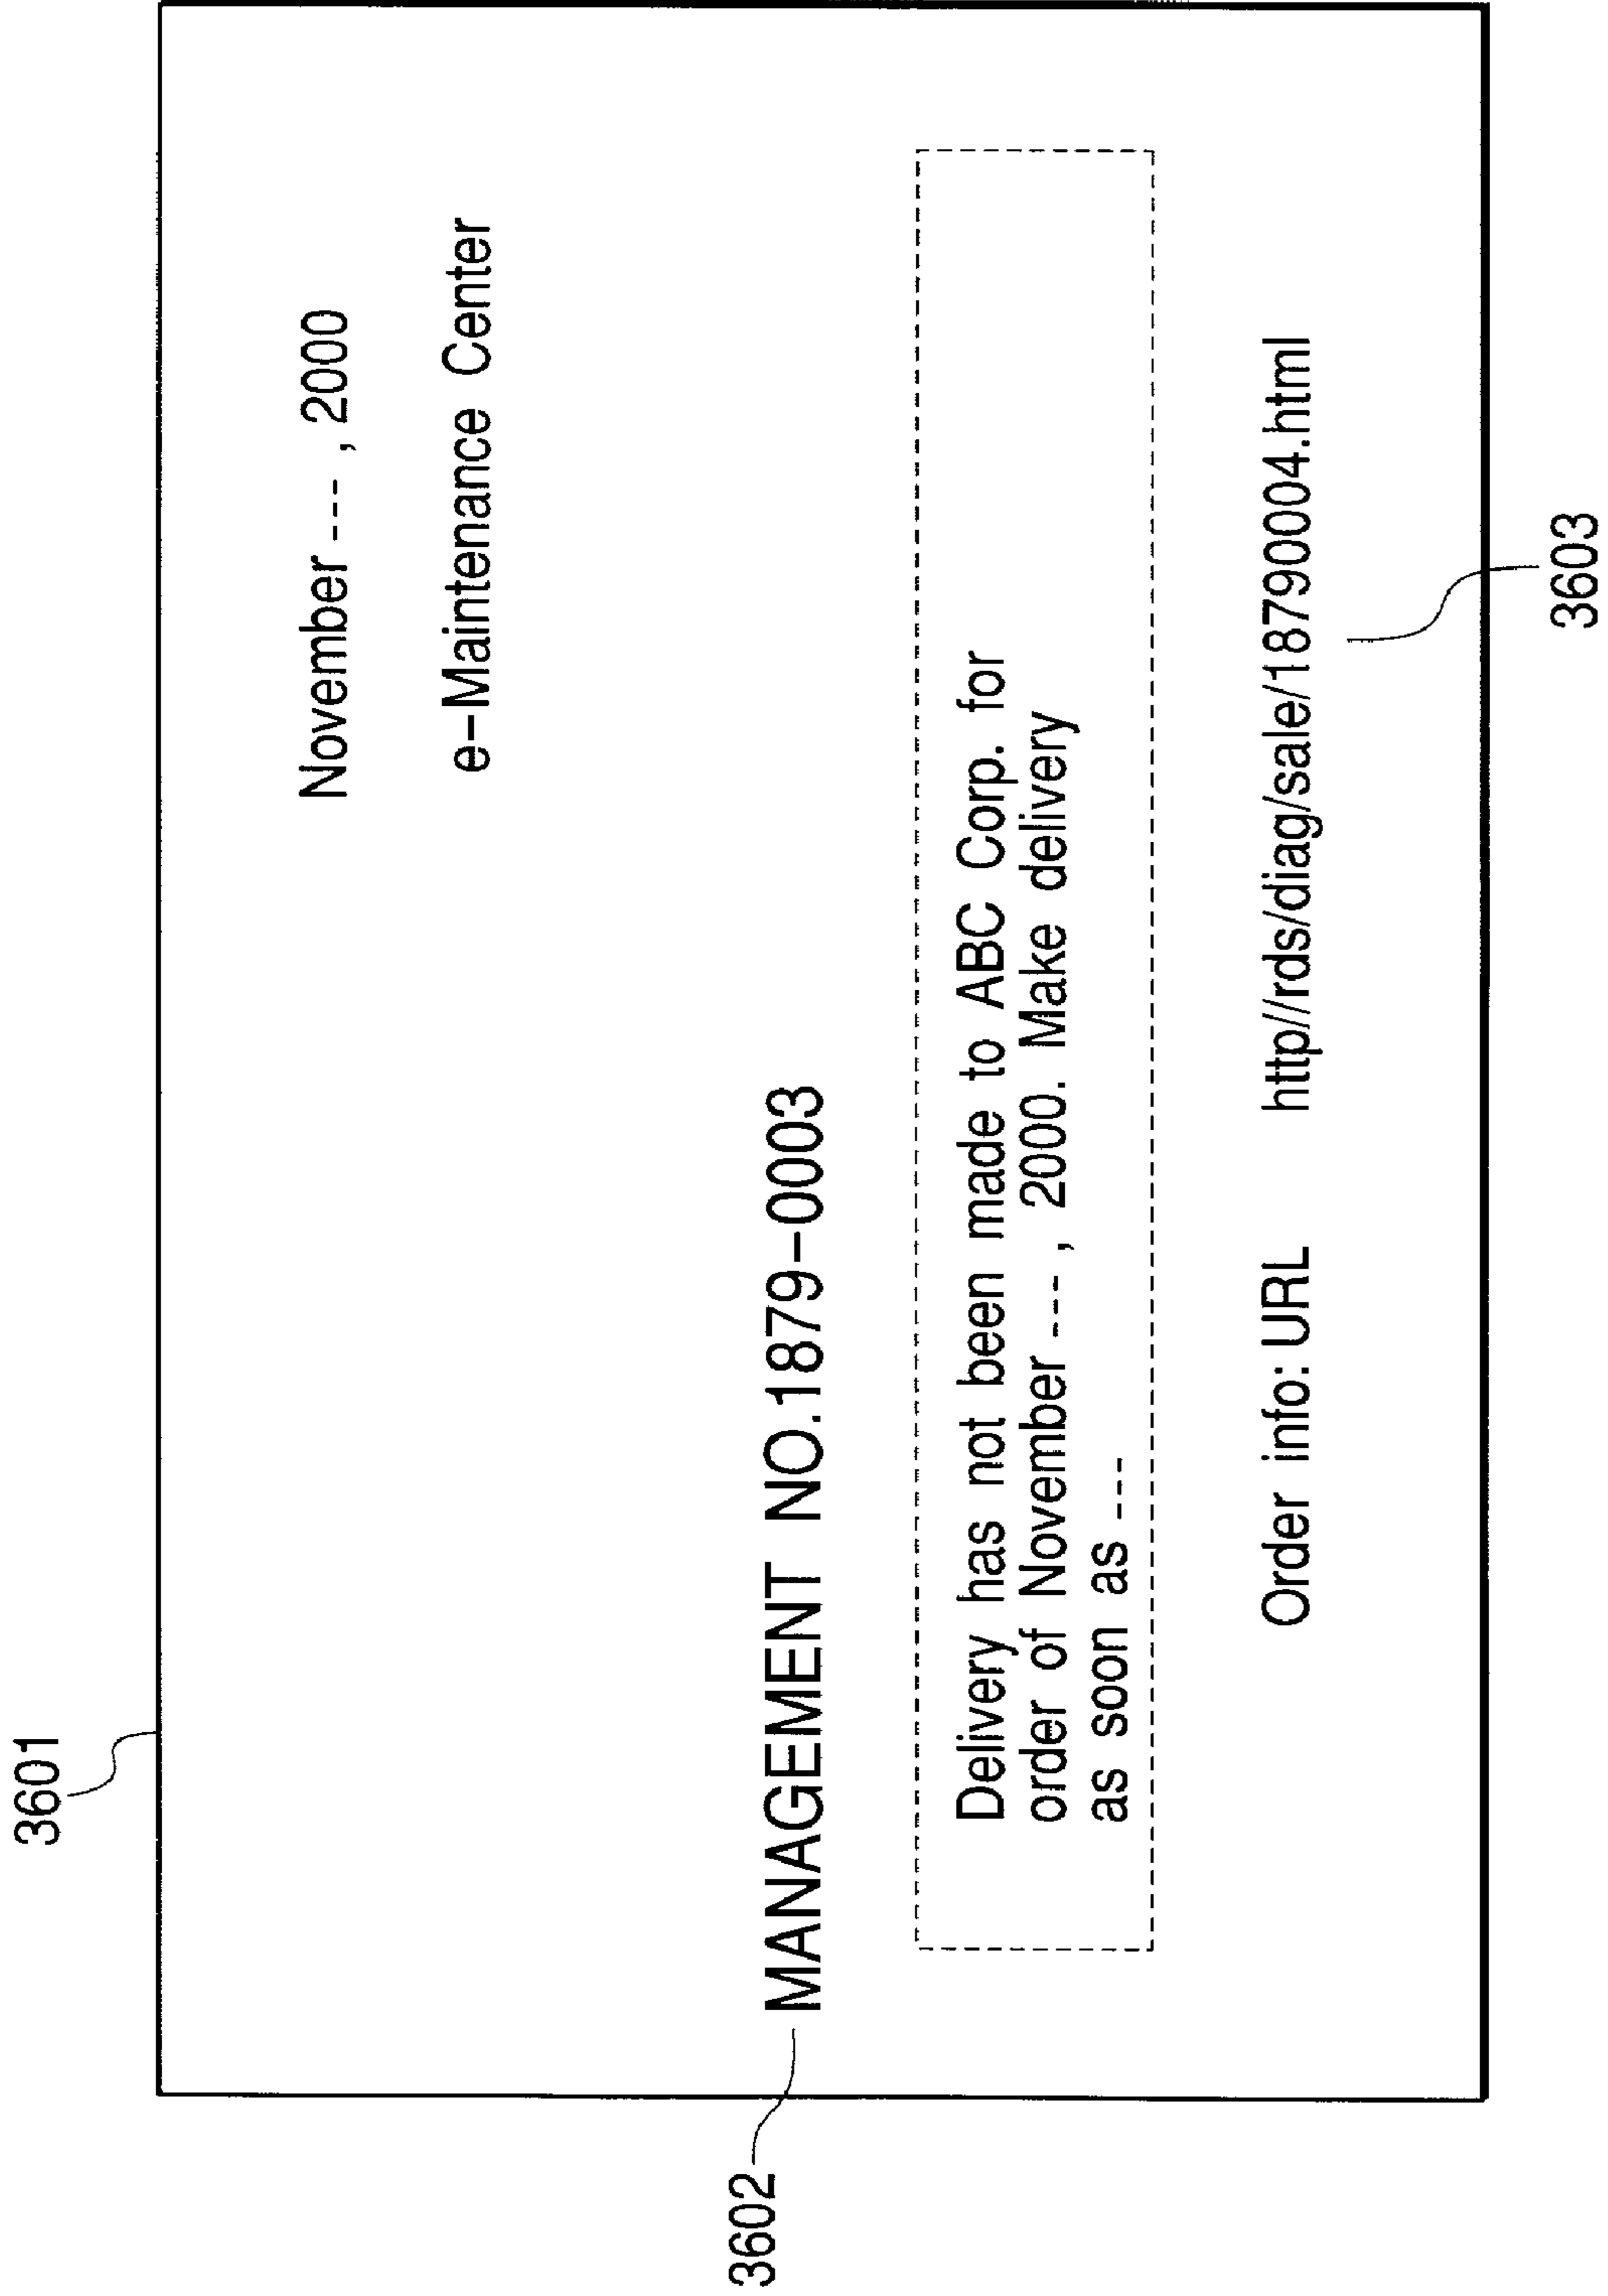 3601
November --- , 2000
e-Maintenance Center
3602
MANAGEMENT NO.1879-0003
Delivery has not been made to ABC Corp. for
order of November --- , 2000. Make delivery
as soon as ---
Order info: URL http//rds/diag/sale/18790004.html
3603